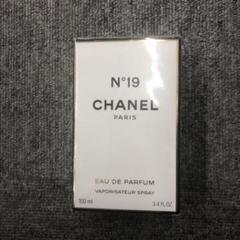 N°19
CHANEL
PARIS
EAU DE PARFUM
VAPORISATEUR SPRAY
100 ml 3.4 FL.OZ.